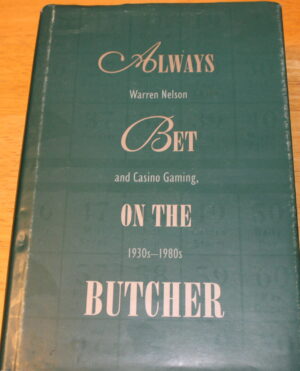 ALWAYS
Warren Nelson
BET
and Casino Gaming,
ON THE
1930s–1980s
BUTCHER